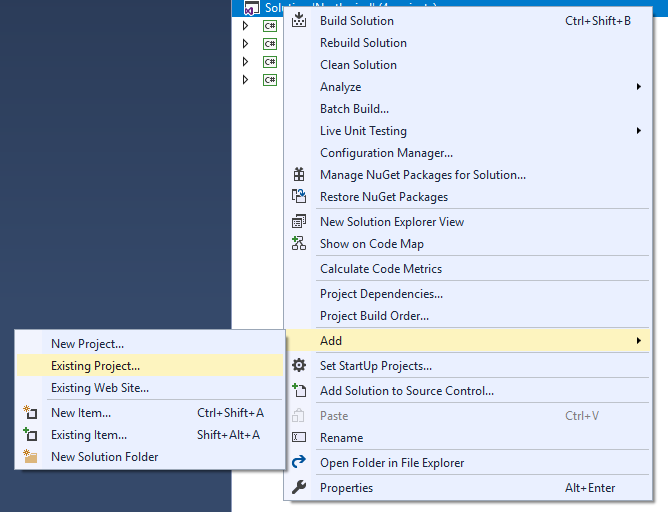 Solution
C#
C#
C#
C#
Build Solution Ctrl+Shift+B
Rebuild Solution
Clean Solution
Analyze
Batch Build...
Live Unit Testing
Configuration Manager...
Manage NuGet Packages for Solution...
Restore NuGet Packages
New Solution Explorer View
Show on Code Map
Calculate Code Metrics
Project Dependencies...
Project Build Order...
Add
Set StartUp Projects...
Add Solution to Source Control...
Paste Ctrl+V
Rename
Open Folder in File Explorer
Properties Alt+Enter
New Project...
Existing Project...
Existing Web Site...
New Item... Ctrl+Shift+A
Existing Item... Shift+Alt+A
New Solution Folder